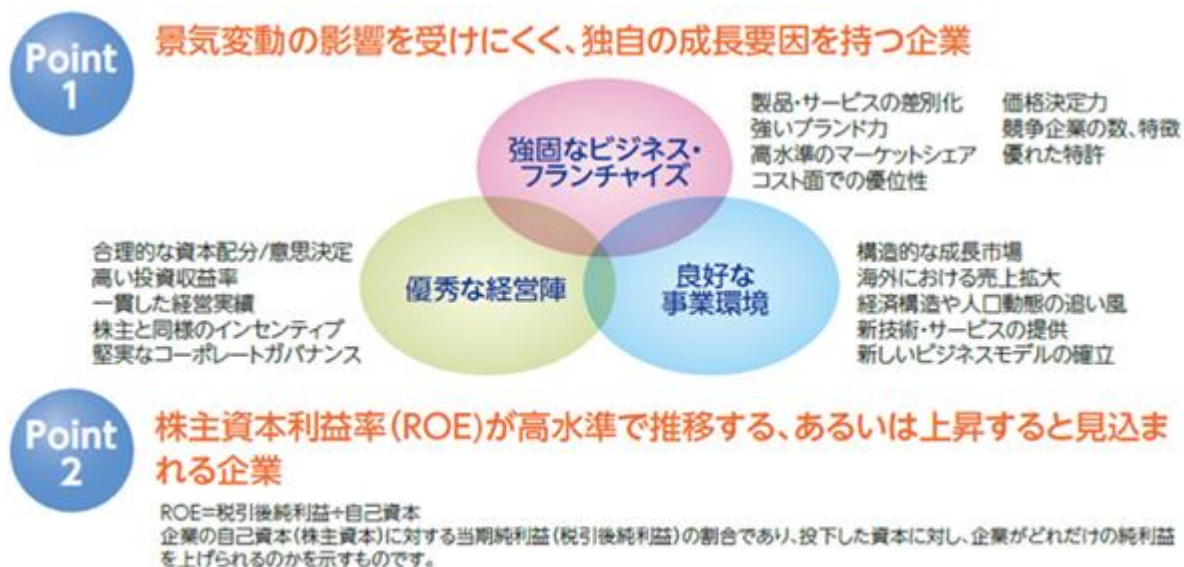 Point
1
景気変動の影響を受けにくく、独自の成長要因を持つ企業
強固なビジネス・
フランチャイズ
製品・サービスの差別化
強いブランド力
高水準のマーケットシェア
コスト面での優位性
価格決定力
競争企業の数、特徴
優れた特許
合理的な資本配分/意思決定
高い投資収益率
一貫した経営実績
株主と同様のインセンティブ
堅実なコーポレートガバナンス
優秀な経営陣
良好な
事業環境
構造的な成長市場
海外における売上拡大
経済構造や人口動態の追い風
新技術・サービスの提供
新しいビジネスモデルの確立
Point
2
株主資本利益率(ROE)が高水準で推移する、あるいは上昇すると見込ま
れる企業
ROE=税引後純利益÷自己資本
企業の自己資本(株主資本)に対する当期純利益(税引後純利益)の割合であり、投下した資本に対し、企業がどれだけの純利益
を上げられるのかを示すものです。